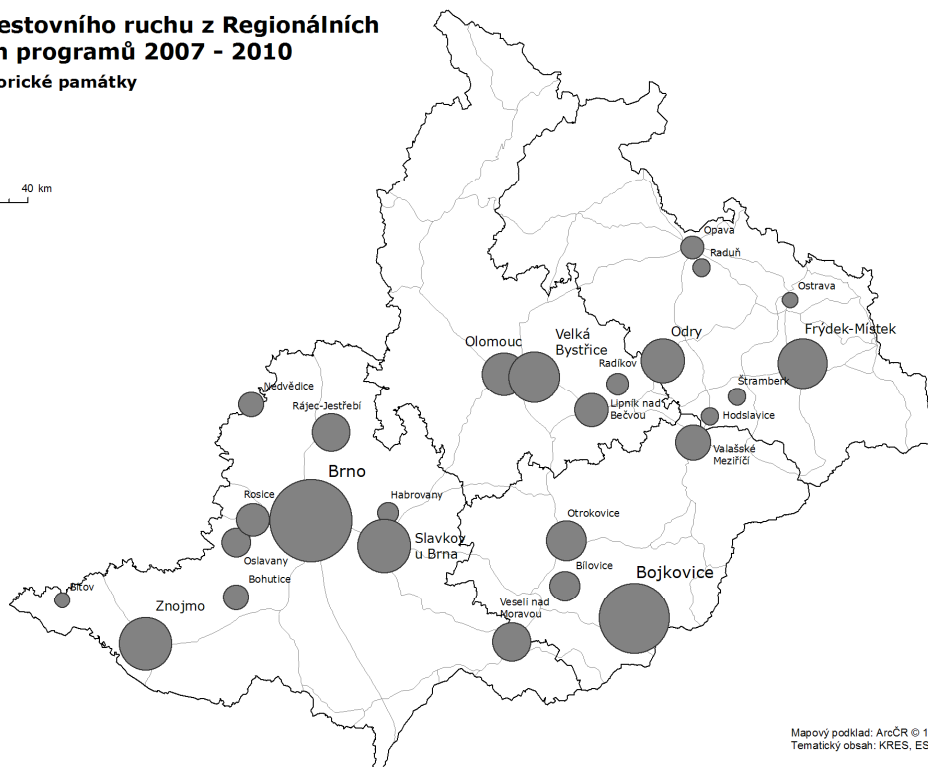 estovního ruchu z Regionálních
n programů 2007 - 2010
orické památky
40 km
Opava
Raduň
Ostrava
Frýdek-Místek
Odry
Velká
Bystřice
Olomouc
Radíkov
Štramberk
Lipník nad
Bečvou
Hodslavice
Valašské
Meziříčí
Nedvědice
Rájec-Jestřebí
Brno
Rosice
Habrovany
Slavkov
u Brna
Otrokovice
Oslavany
Bílovice
Bojkovice
Bohutice
Bítov
Znojmo
Veselí nad
Moravou
Mapový podklad: ArcČR © 1
Tematický obsah: KRES, ES